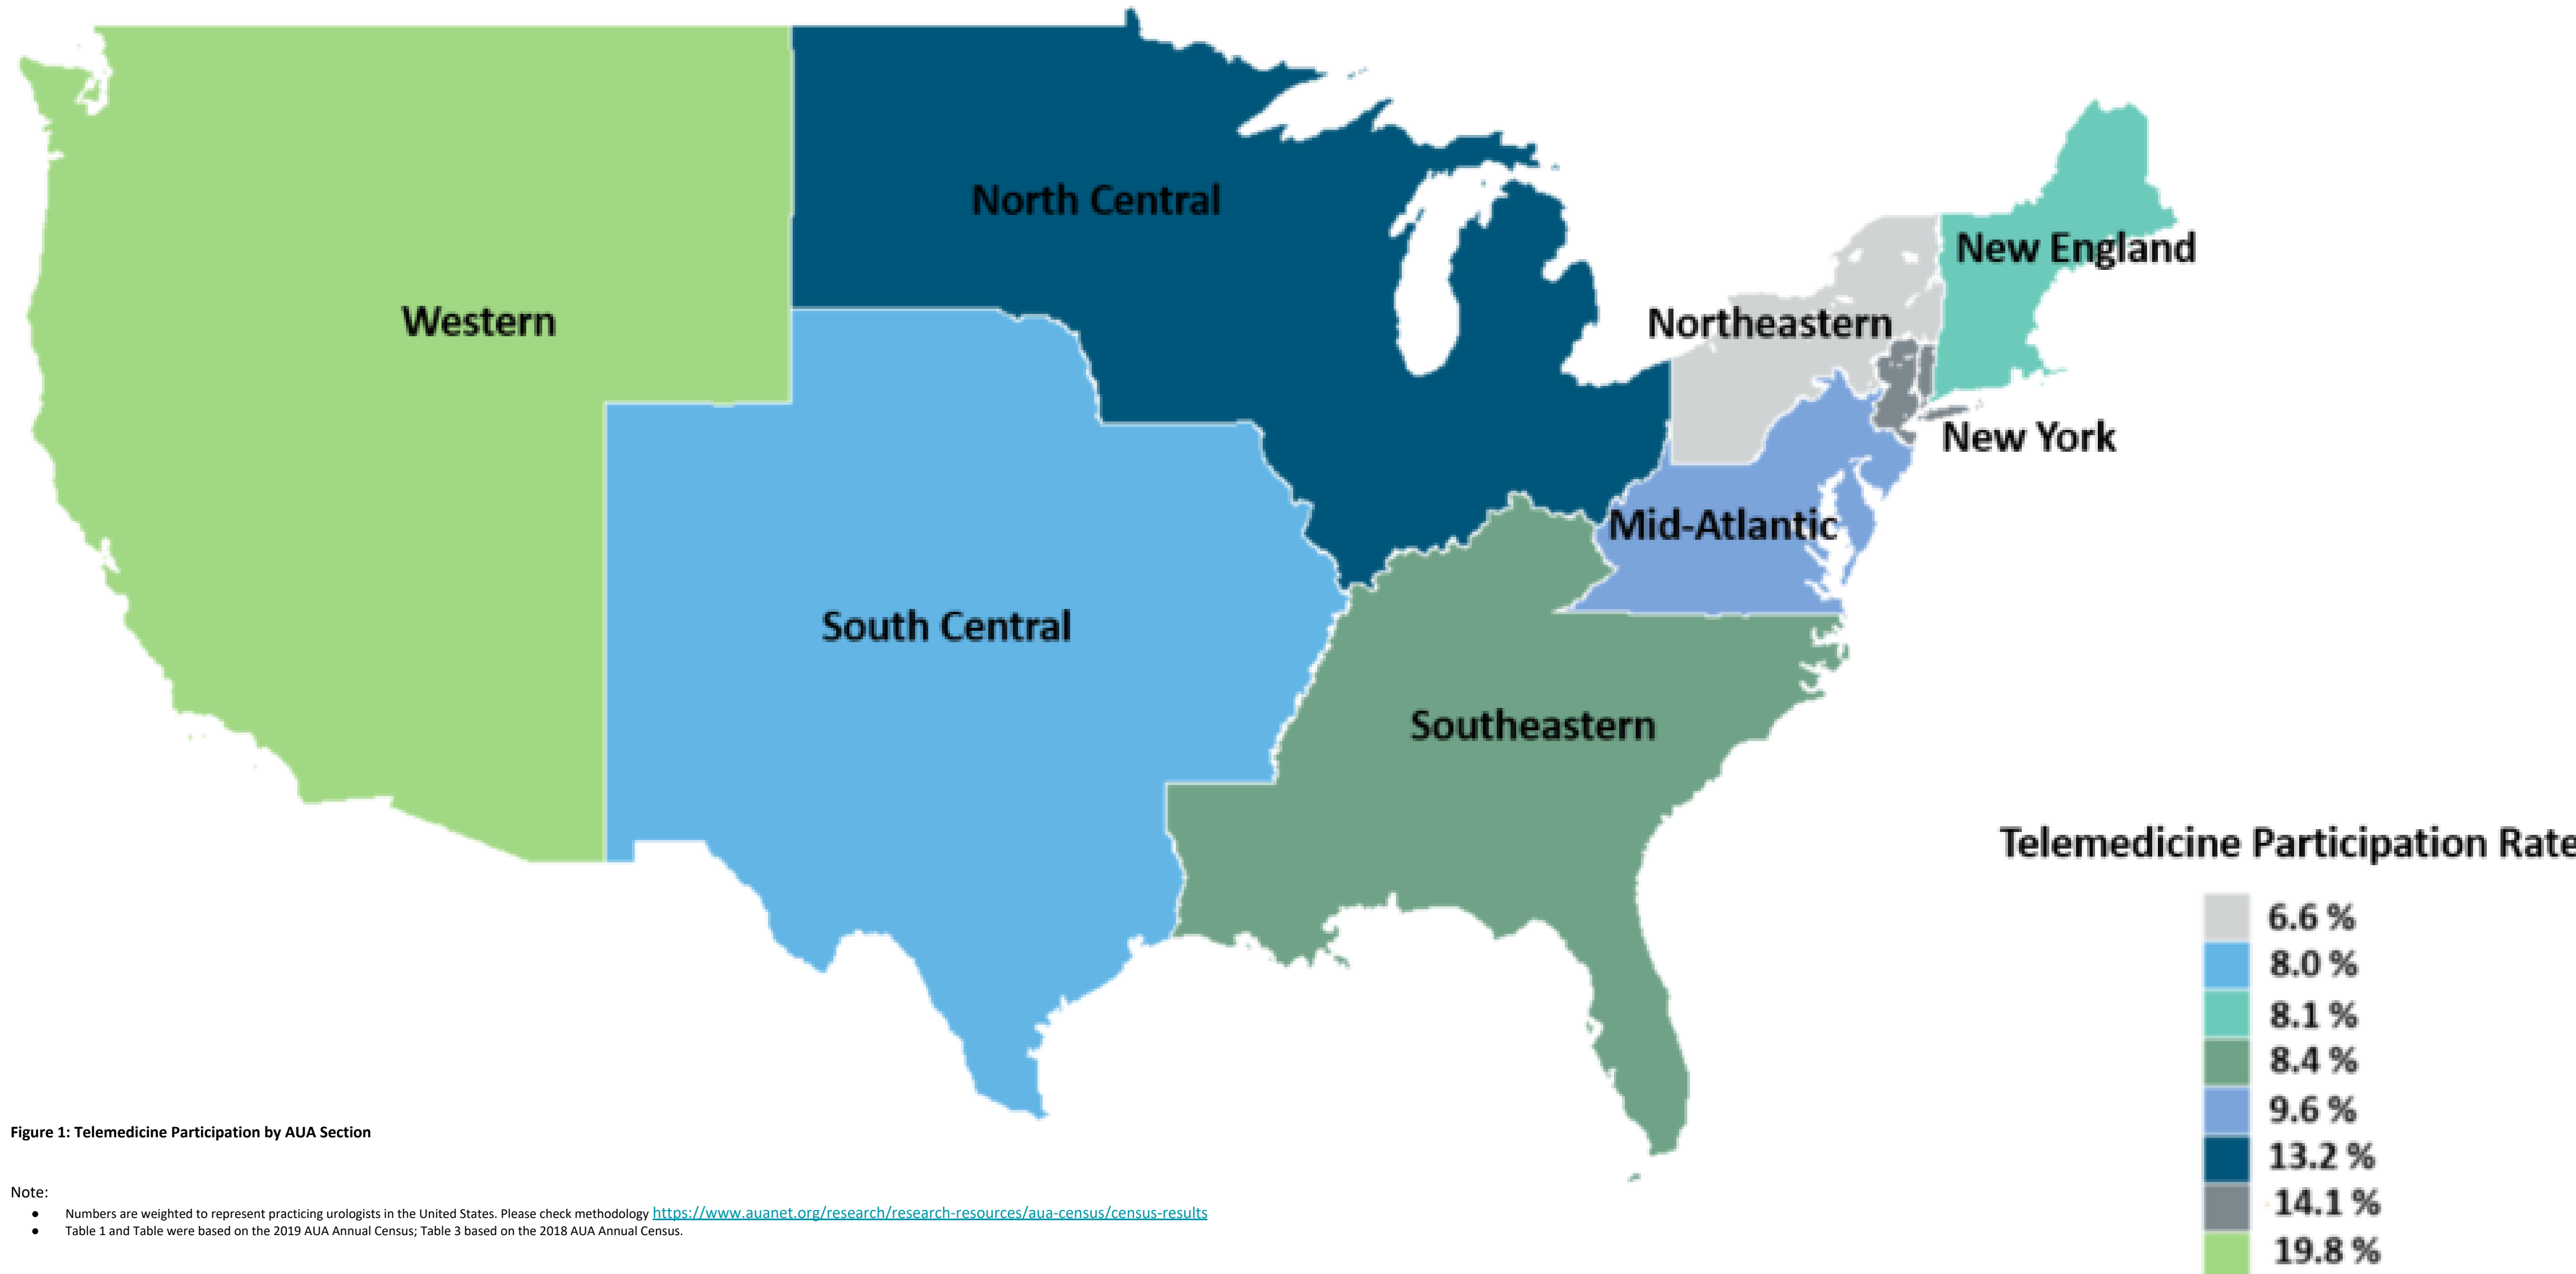 North Central
New England
Western
Northeastern
New York
Mid-Atlantic
South Central
Southeastern
Telemedicine Participation Rate
6.6 %
8.0 %
8.1 %
8.4 %
9.6 %
13.2 %
14.1 %
19.8 %
Figure 1: Telemedicine Participation by AUA Section
Note:
● Numbers are weighted to represent practicing urologists in the United States. Please check methodology https://www.auanet.org/research/research-resources/aua-census/census-results
● Table 1 and Table were based on the 2019 AUA Annual Census; Table 3 based on the 2018 AUA Annual Census.